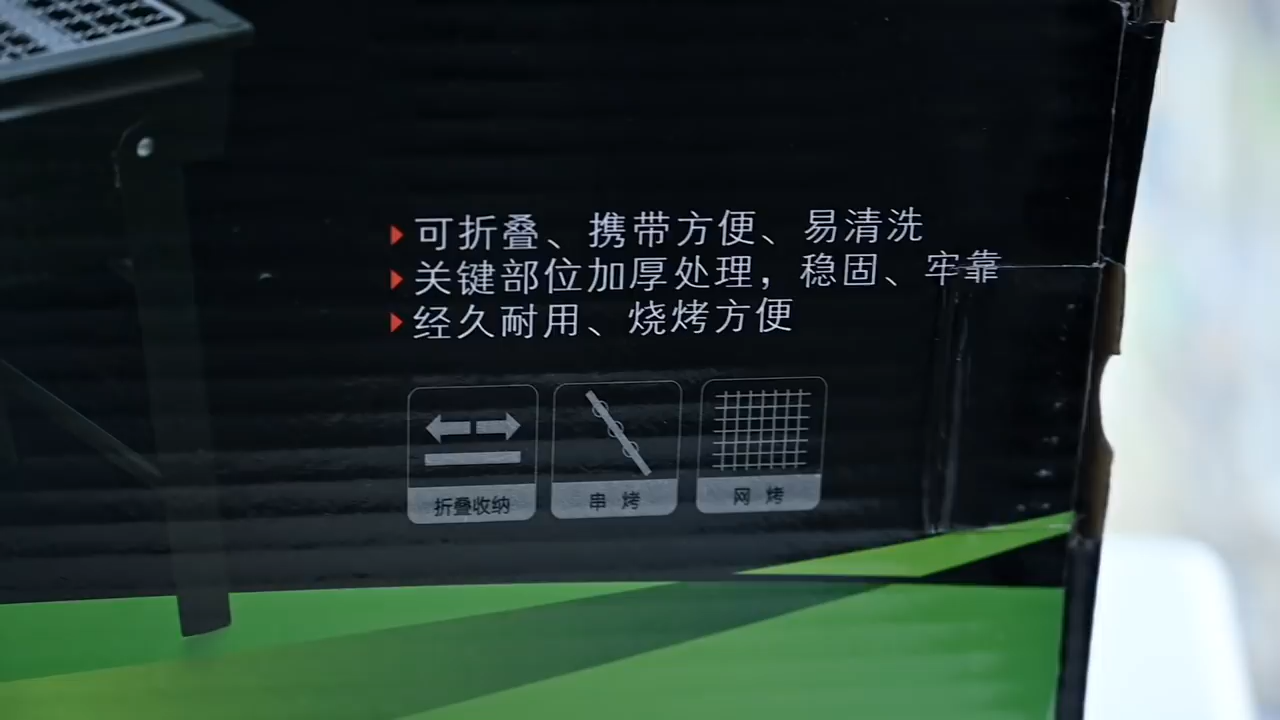 可折叠、携带方便、易清洗
关键部位加厚处理，稳固、牢靠
经久耐用、烧烤方便
折叠收纳
串 烤
网 烤